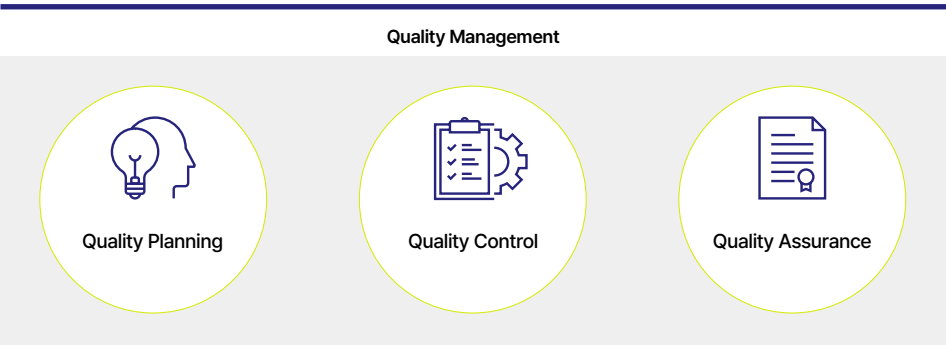 Quality Management
Quality Planning
Quality Control
Quality Assurance